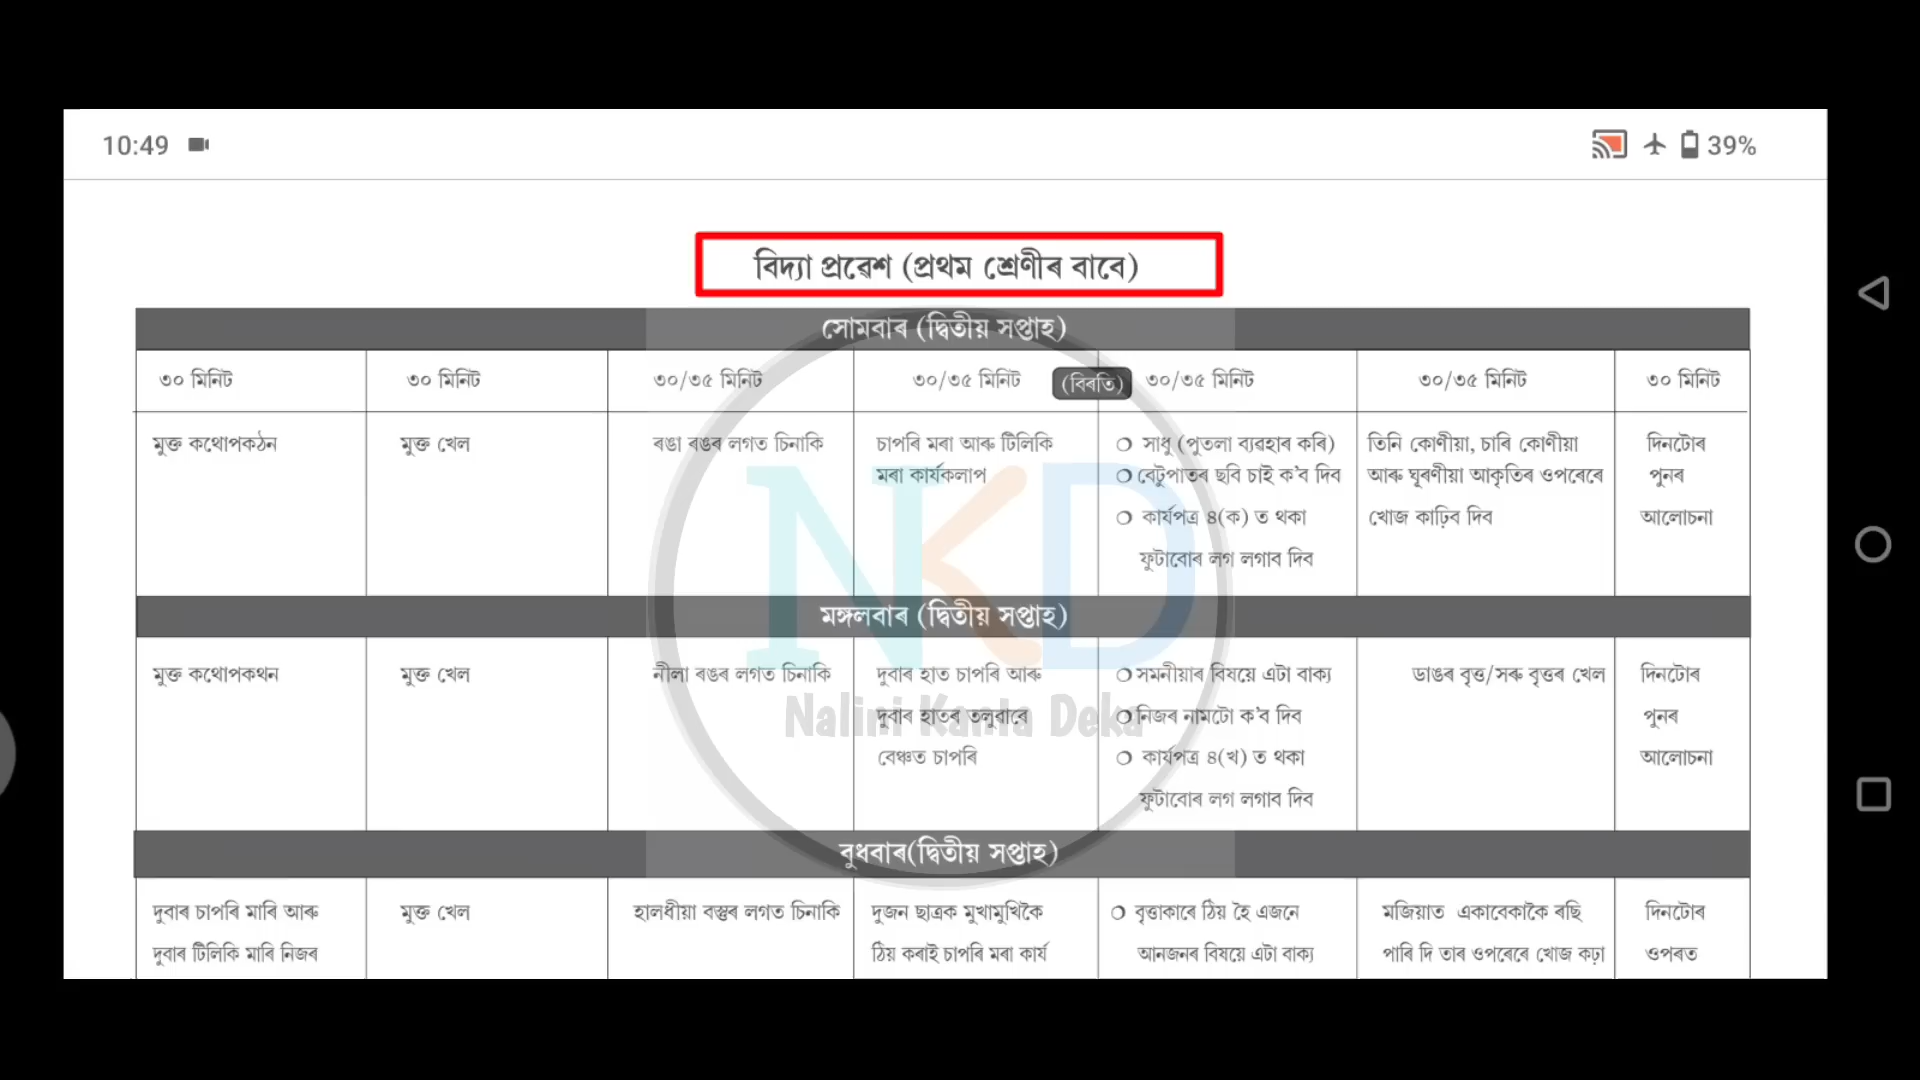 10:49
39%
বিদ্যা প্ৰৱেশ (প্ৰথম শ্ৰেণীৰ বাবে)
সোমবাৰ (দ্বিতীয় সপ্তাহ)
৩০ মিনিট ৩০ মিনিট ৩০/৩৫ মিনিট ৩০/৩৫ মিনিট (বিৰতি) ৩০/৩৫ মিনিট ৩০/৩৫ মিনিট ৩০ মিনিট
মুক্ত কথোপকঠন মুক্ত খেল ৰঙা ৰঙৰ লগত চিনাকি চাপৰি মৰা আৰু টিলিকি সাধু (পুতলা ব্যৱহাৰ কৰি) তিনি কোণীয়া, চাৰি কোণীয়া দিনটোৰ
মৰা কাৰ্যকলাপ বেটুপাতৰ ছবি চাই ক'ব দিব আৰু ঘূৰণীয়া আকৃতিৰ ওপৰেৰে পুনৰ
কাৰ্যপত্ৰ ৪(ক) ত থকা খোজ কাঢ়িব দিব আলোচনা
ফুটাবোৰ লগ লগাব দিব
NKD
মঙ্গলবাৰ (দ্বিতীয় সপ্তাহ)
মুক্ত কথোপকথন মুক্ত খেল নীলা ৰঙৰ লগত চিনাকি দুবাৰ হাত চাপৰি আৰু সমনীয়াৰ বিষয়ে এটা বাক্য ডাঙৰ বৃত্ত/সৰু বৃত্তৰ খেল দিনটোৰ
দুবাৰ হাতৰ তলুৱাৰে নিজৰ নামটো ক'ব দিব পুনৰ
Nalini Kanta Deka
বেঞ্চত চাপৰি কাৰ্যপত্ৰ ৪(খ) ত থকা আলোচনা
ফুটাবোৰ লগ লগাব দিব
বুধবাৰ(দ্বিতীয় সপ্তাহ)
দুবাৰ চাপৰি মাৰি আৰু মুক্ত খেল হালধীয়া বস্তুৰ লগত চিনাকি দুজন ছাত্ৰক মুখামুখিকৈ বৃত্তাকাৰে ঠিয় হৈ এজনে মজিয়াত একাবেকাকৈ ৰছি দিনটোৰ
দুবাৰ টিলিকি মাৰি নিজৰ ঠিয় কৰাই চাপৰি মৰা কাৰ্য আনজনৰ বিষয়ে এটা বাক্য পাৰি দি তাৰ ওপৰেৰে খোজ কঢ়া ওপৰত